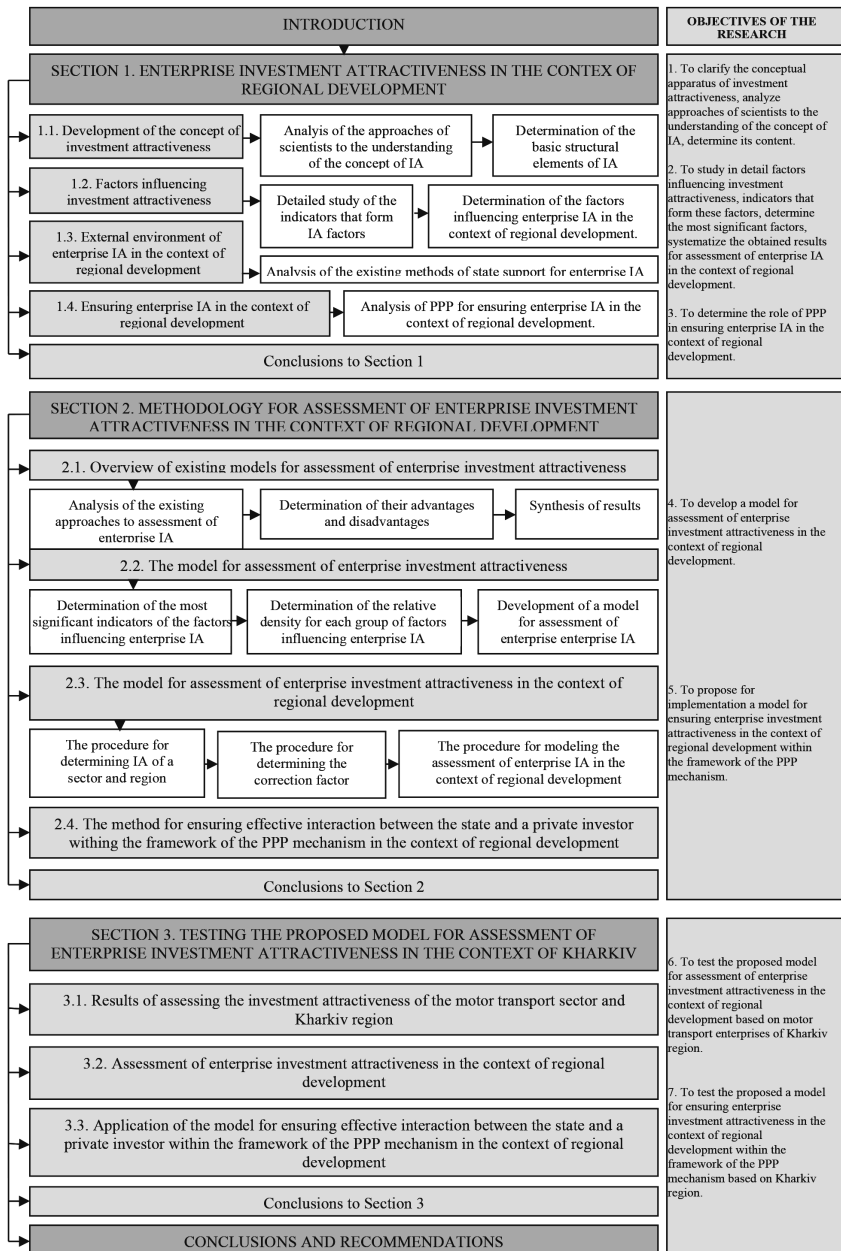 INTRODUCTION
OBJECTIVES OF THE
RESEARCH
SECTION 1. ENTERPRISE INVESTMENT ATTRACTIVENESS IN THE CONTEX OF
REGIONAL DEVELOPMENT
1.1. Development of the concept of
investment attractiveness
Analysis of the approaches of
scientists to the understanding
of the concept of IA
Determination of the
basic structural
elements of IA
1.2. Factors influencing
investment attractiveness
Detailed study of the
indicators that form
IA factors
Determination of the factors
influencing enterprise IA in the
context of regional development.
1.3. External environment of
enterprise IA in the context of
regional development
Analysis of the existing methods of state support for enterprise IA
1.4. Ensuring enterprise IA in the context of
regional development
Analysis of PPP for ensuring enterprise IA in the
context of regional development.
Conclusions to Section 1
1. To clarify the conceptual
apparatus of investment
attractiveness, analyze
approaches of scientists to the
understanding of the concept of
IA, determine its content.
2. To study in detail factors
influencing investment
attractiveness, indicators that
form these factors, determine
the most significant factors,
systematize the obtained results
for assessment of enterprise IA
in the context of regional
development.
3. To determine the role of PPP
in ensuring enterprise IA in the
context of regional
development.
SECTION 2. METHODOLOGY FOR ASSESSMENT OF ENTERPRISE INVESTMENT
ATTRACTIVENESS IN THE CONTEXT OF REGIONAL DEVELOPMENT
2.1. Overview of existing models for assessment of enterprise investment attractiveness
Analysis of the existing
approaches to assessment of
enterprise IA
Determination of their advantages
and disadvantages
Synthesis of results
2.2. The model for assessment of enterprise investment attractiveness
Determination of the most
significant indicators of the factors
influencing enterprise IA
Determination of the relative
density for each group of factors
influencing enterprise IA
Development of a model
for assessment of
enterprise enterprise IA
2.3. The model for assessment of enterprise investment attractiveness in the context of
regional development
The procedure for
determining IA of a
sector and region
The procedure for
determining the
correction factor
The procedure for modeling the
assessment of enterprise IA in the
context of regional development
2.4. The method for ensuring effective interaction between the state and a private investor
withing the framework of the PPP mechanism in the context of regional development
Conclusions to Section 2
4. To develop a model for
assessment of enterprise
investment attractiveness in the
context of regional
development.
5. To propose for
implementation a model for
ensuring enterprise investment
attractiveness in the context of
regional development within
the framework of the PPP
mechanism.
SECTION 3. TESTING THE PROPOSED MODEL FOR ASSESSMENT OF
ENTERPRISE INVESTMENT ATTRACTIVENESS IN THE CONTEXT OF KHARKIV
3.1. Results of assessing the investment attractiveness of the motor transport sector and
Kharkiv region
3.2. Assessment of enterprise investment attractiveness in the context of regional
development
3.3. Application of the model for ensuring effective interaction between the state and a
private investor within the framework of the PPP mechanism in the context of regional
development
Conclusions to Section 3
CONCLUSIONS AND RECOMMENDATIONS
6. To test the proposed model
for assessment of enterprise
investment attractiveness in the
context of regional
development based on motor
transport enterprises of Kharkiv
region.
7. To test the proposed a model
for ensuring enterprise
investment attractiveness in the
context of regional
development within the
framework of the PPP
mechanism based on Kharkiv
region.